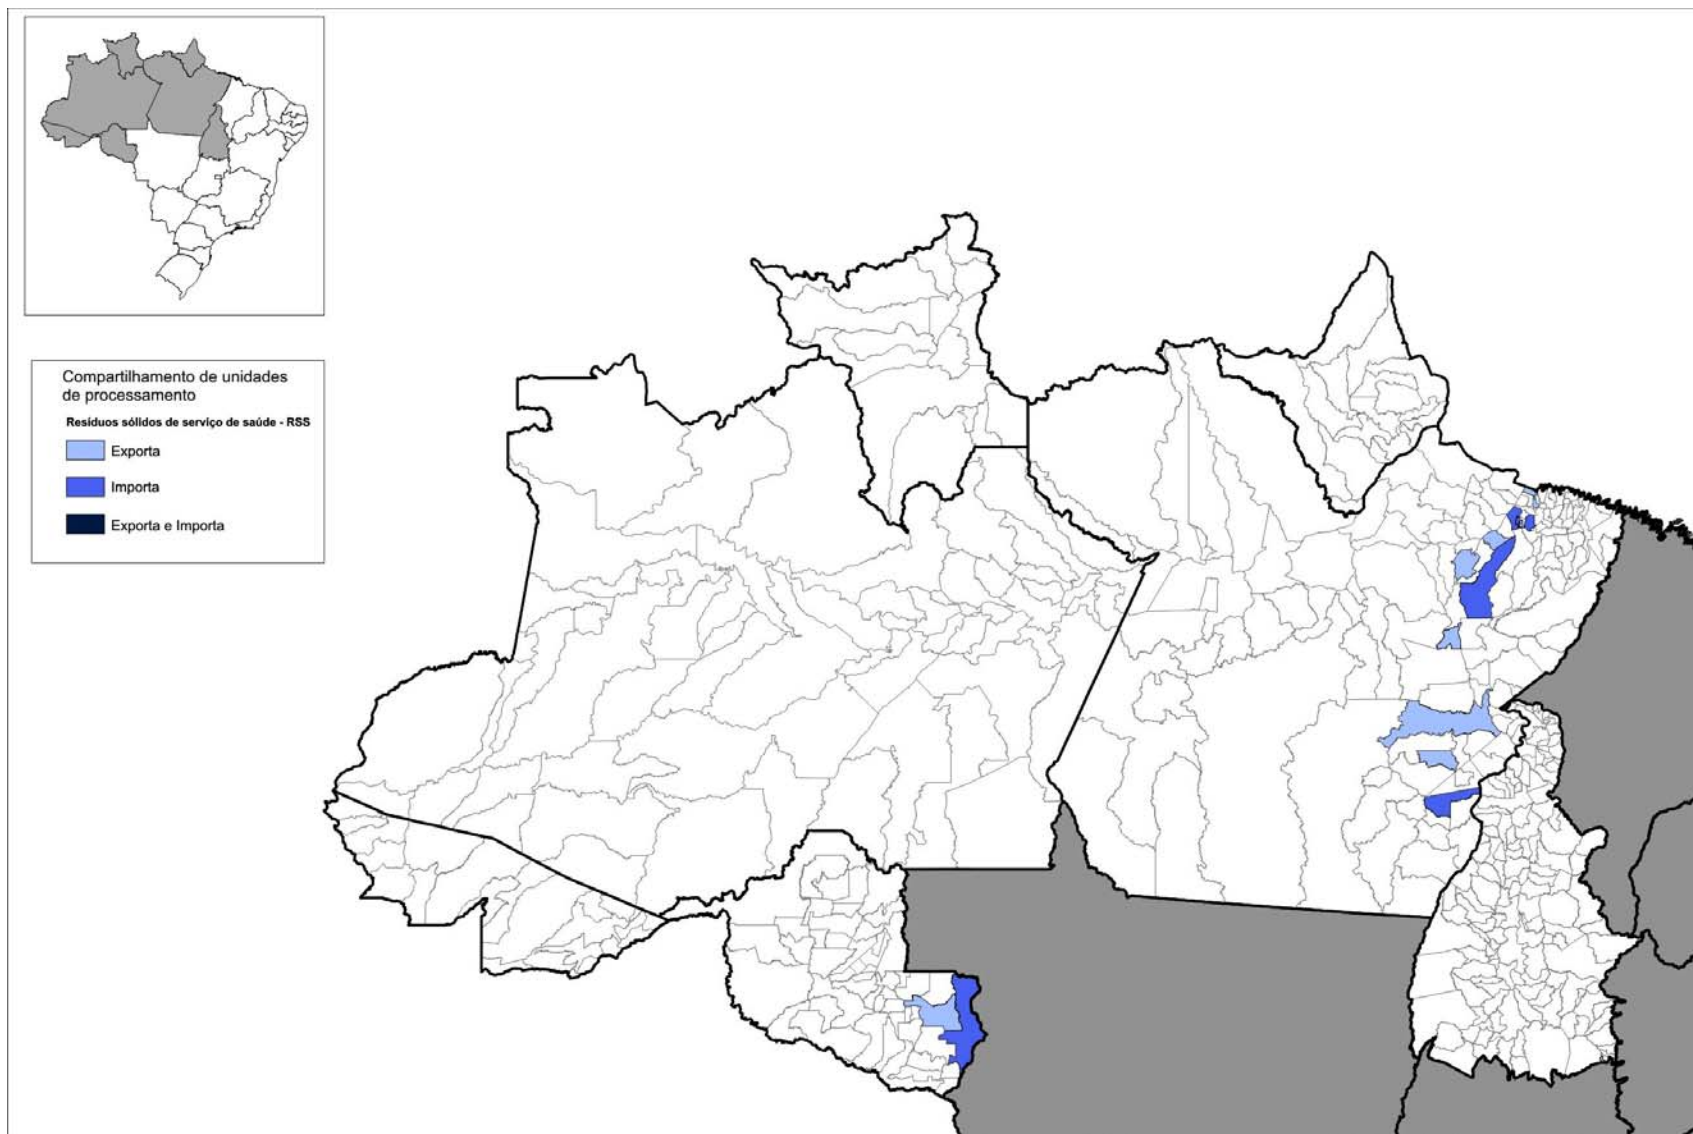 Compartilhamento de unidades
de processamento
Resíduos sólidos de serviço de saúde - RSS
Exporta
Importa
Exporta e Importa